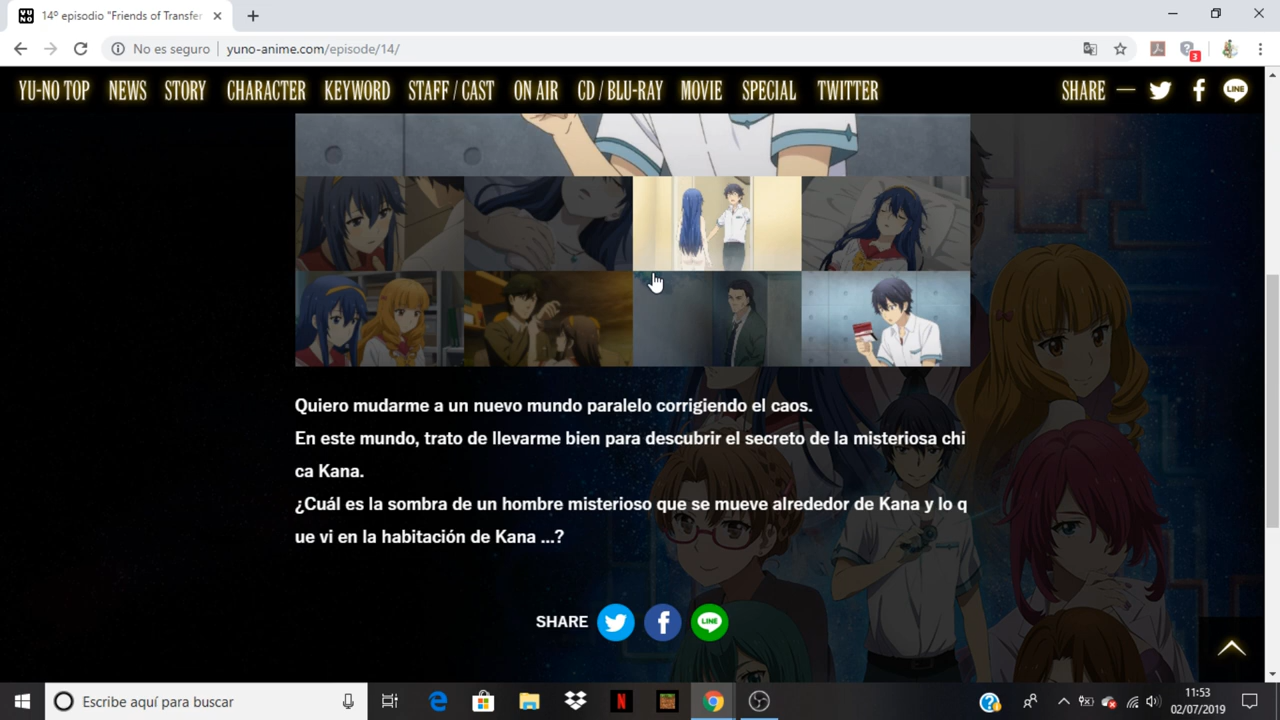 14º episodio "Friends of Transfer
No es seguro
yuno-anime.com/episode/14/
3
YU-NO TOP NEWS STORY CHARACTER KEYWORD STAFF / CAST ON AIR CD / BLU-RAY MOVIE SPECIAL TWITTER SHARE LINE
Quiero mudarme a un nuevo mundo paralelo corrigiendo el caos.
En este mundo, trato de llevarme bien para descubrir el secreto de la misteriosa chi
ca Kana.
¿Cuál es la sombra de un hombre misterioso que se mueve alrededor de Kana y lo q
ue vi en la habitación de Kana ...?
SHARE LINE
Escribe aquí para buscar
11:53
02/07/2019